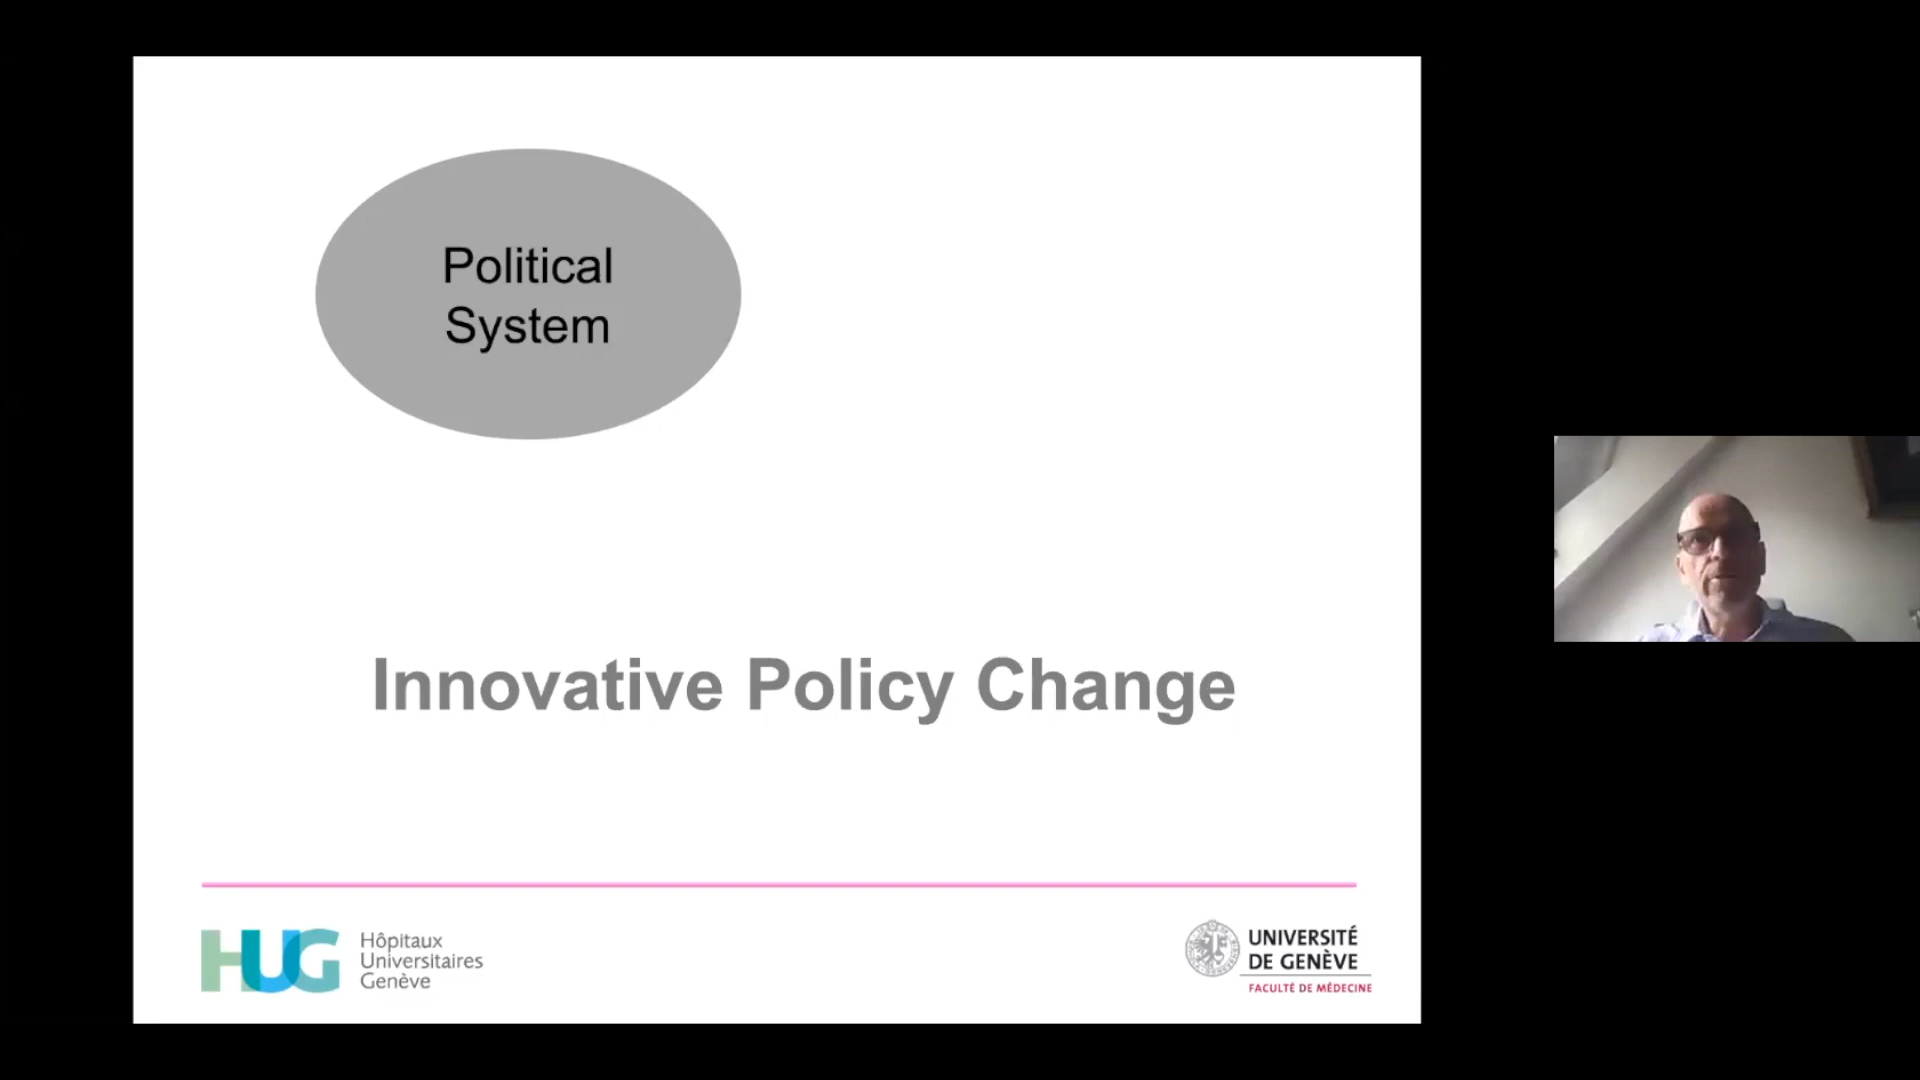 Political
System
Innovative Policy Change
HUG
Hôpitaux
Universitaires
Genève
UNIVERSITÉ
DE GENÈVE
FACULTÉ DE MÉDECINE